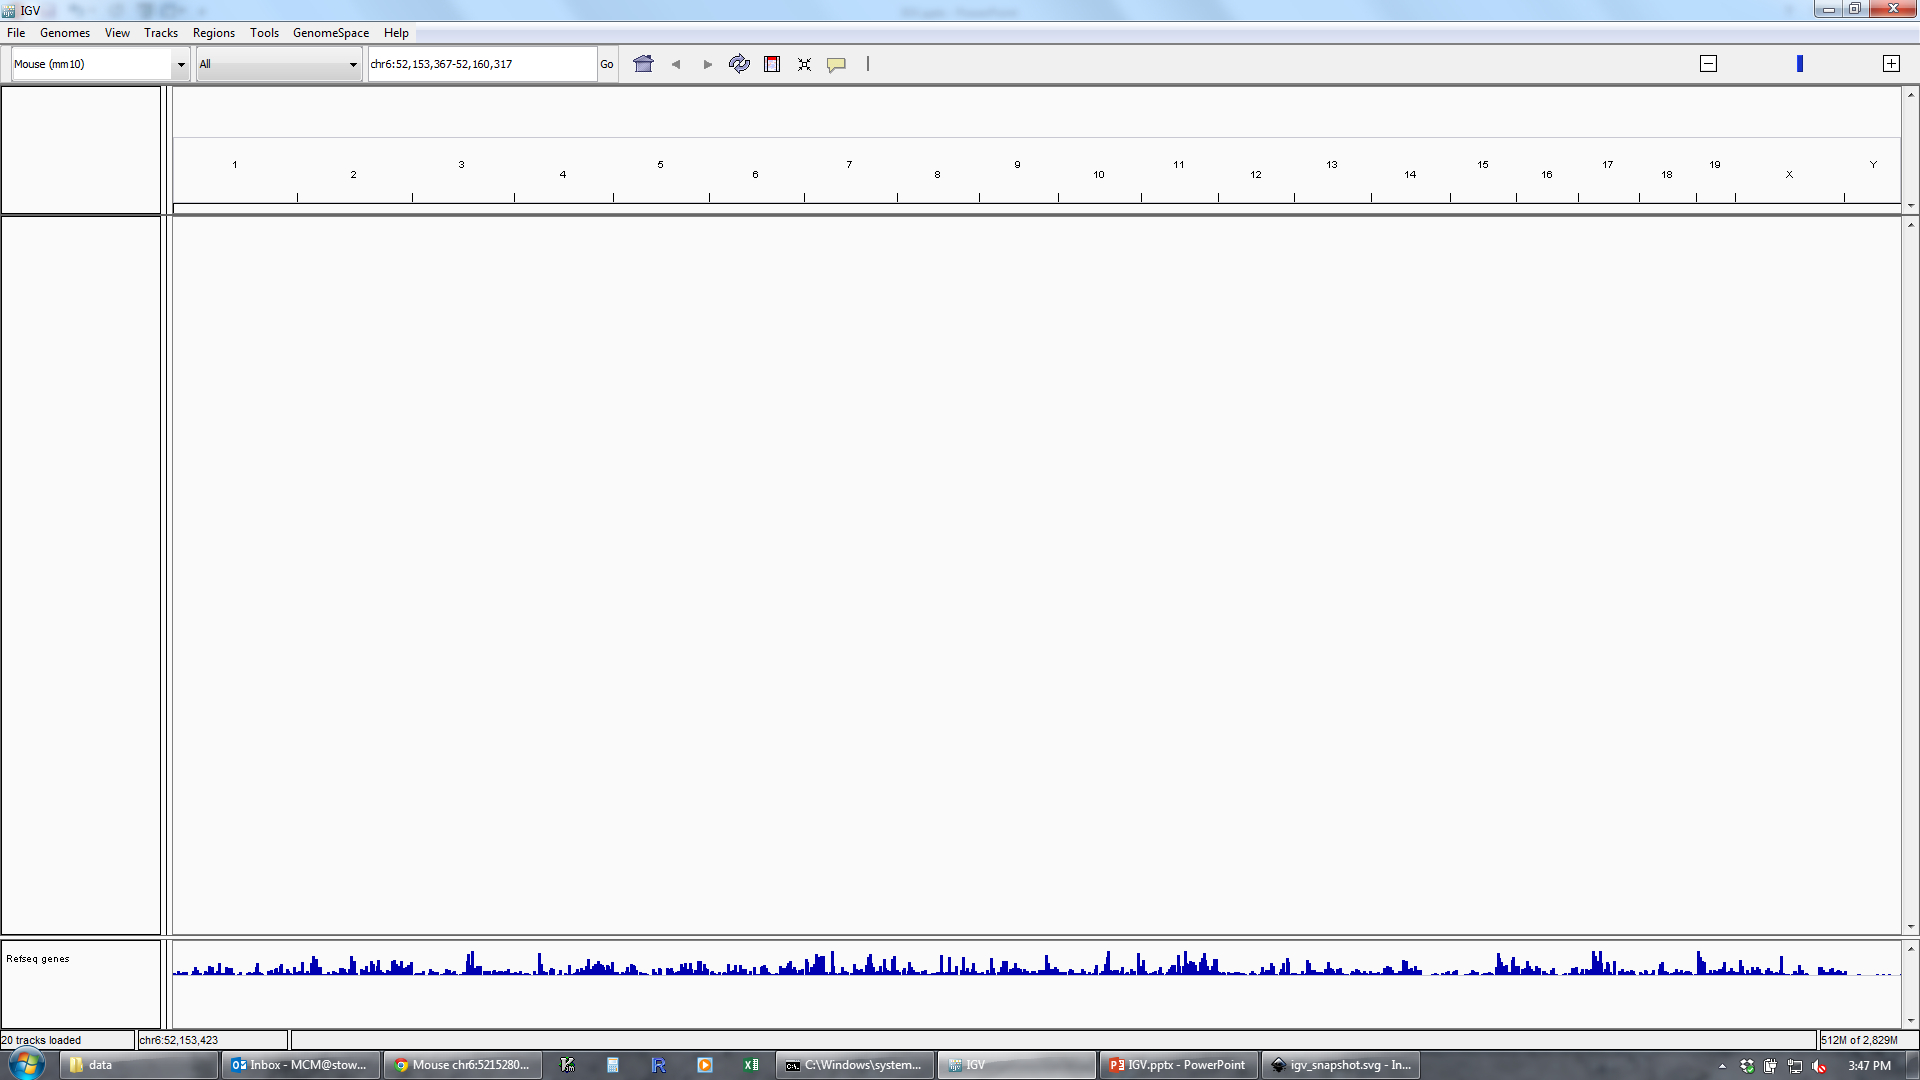 IGV
File Genomes View Tracks Regions Tools GenomeSpace Help
Mouse (mm10) All chr6:52,153,367-52,160,317 Go
1 3 5 7 9 11 13 15 17 19 Y
2 4 6 8 10 12 14 16 18 X
Refseq genes
20 tracks loaded chr6:52,153,423 512M of 2,829M
data Inbox - MCM@stow... Mouse chr6:5215280... C:\Windows\system... IGV IGV.pptx - PowerPoint igv_snapshot.svg - In... 3:47 PM